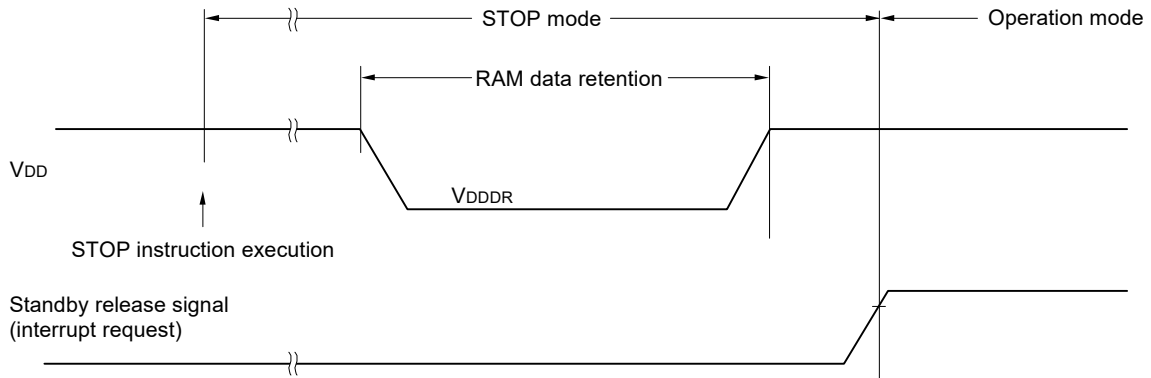 STOP mode
Operation mode
RAM data retention
VDD
VDDDR
STOP instruction execution
Standby release signal
(interrupt request)